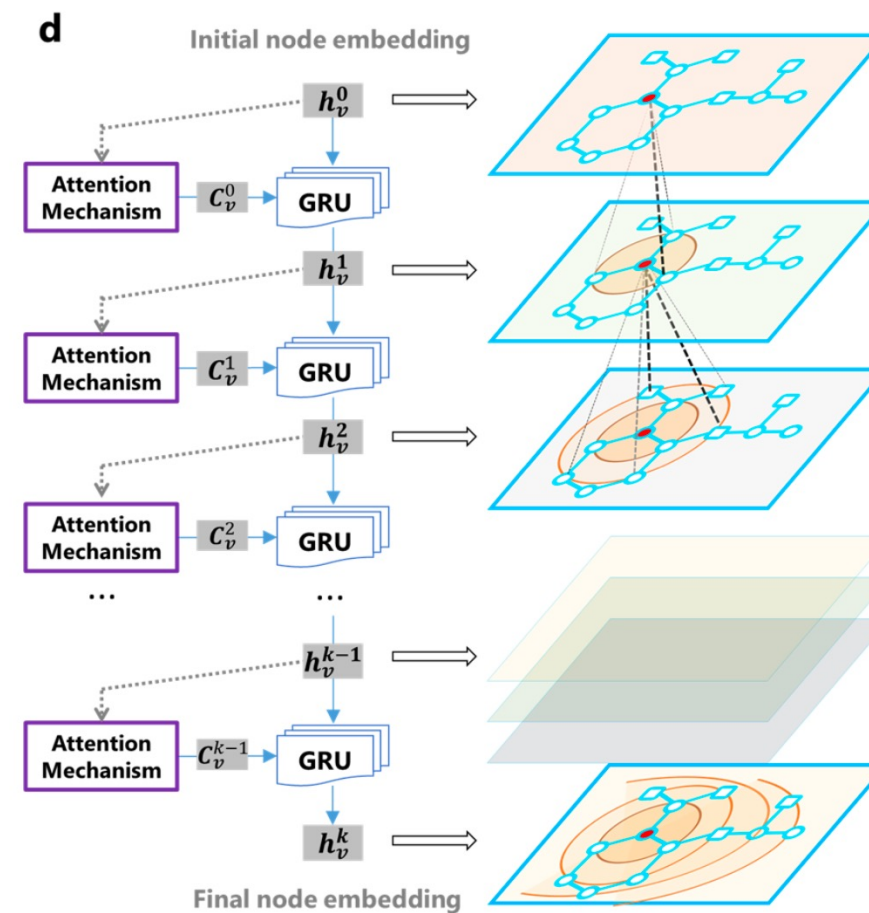 d
Initial node embedding
h_v^0
Attention
Mechanism
C_v^0
GRU
h_v^1
Attention
Mechanism
C_v^1
GRU
h_v^2
Attention
Mechanism
C_v^2
GRU
...
...
h_v^{k-1}
Attention
Mechanism
C_v^{k-1}
GRU
h_v^k
Final node embedding